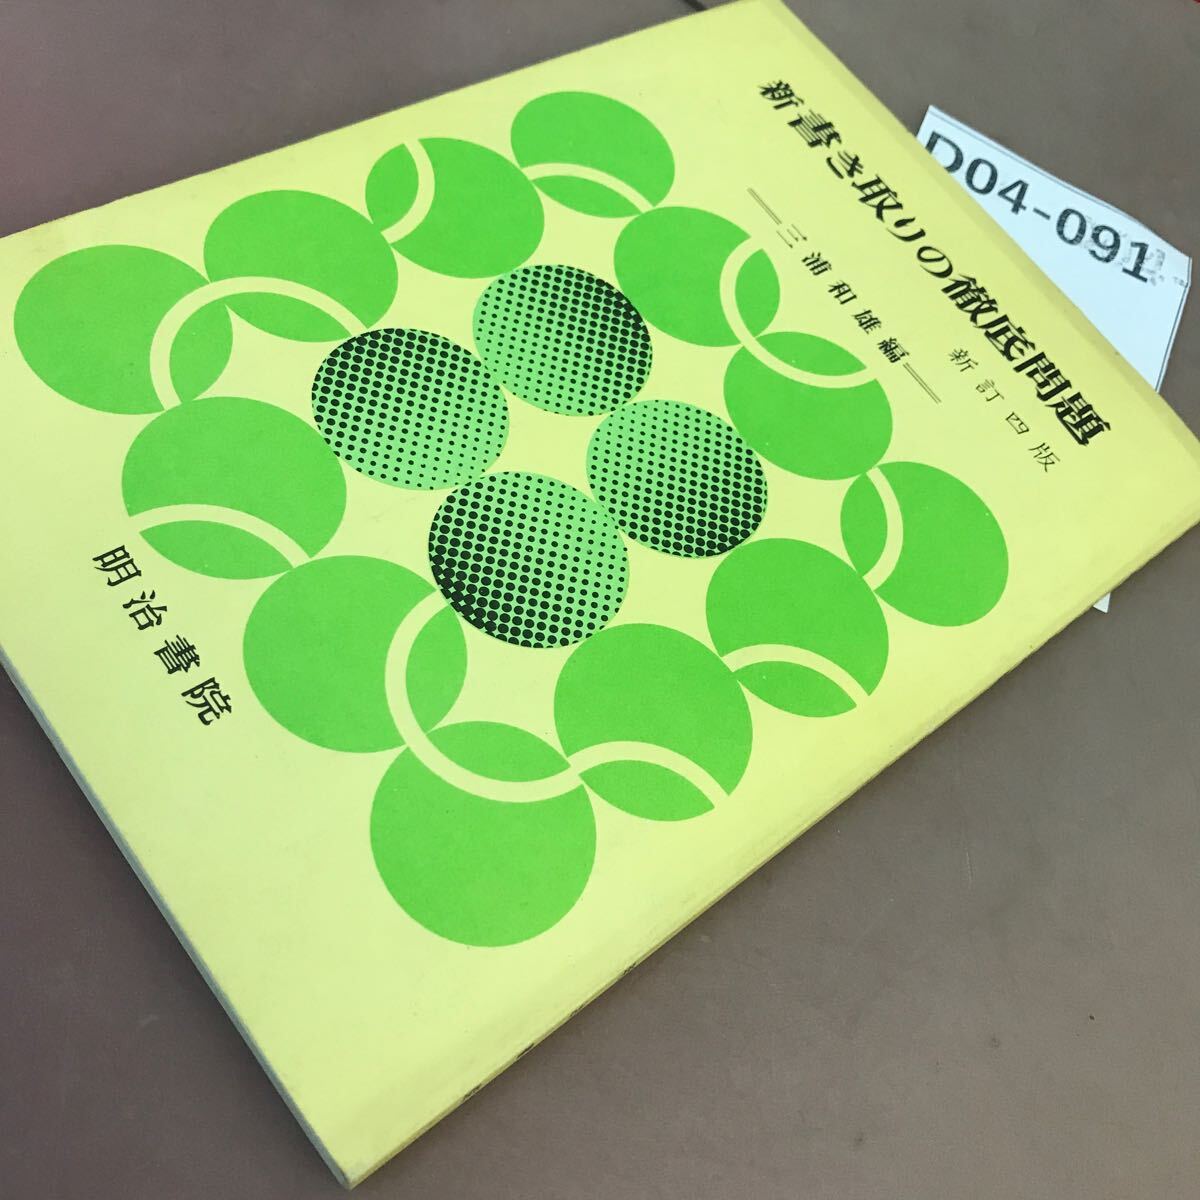 新書き取りの徹底問題
新訂四版
三浦和雄編
明治書院
D04-091